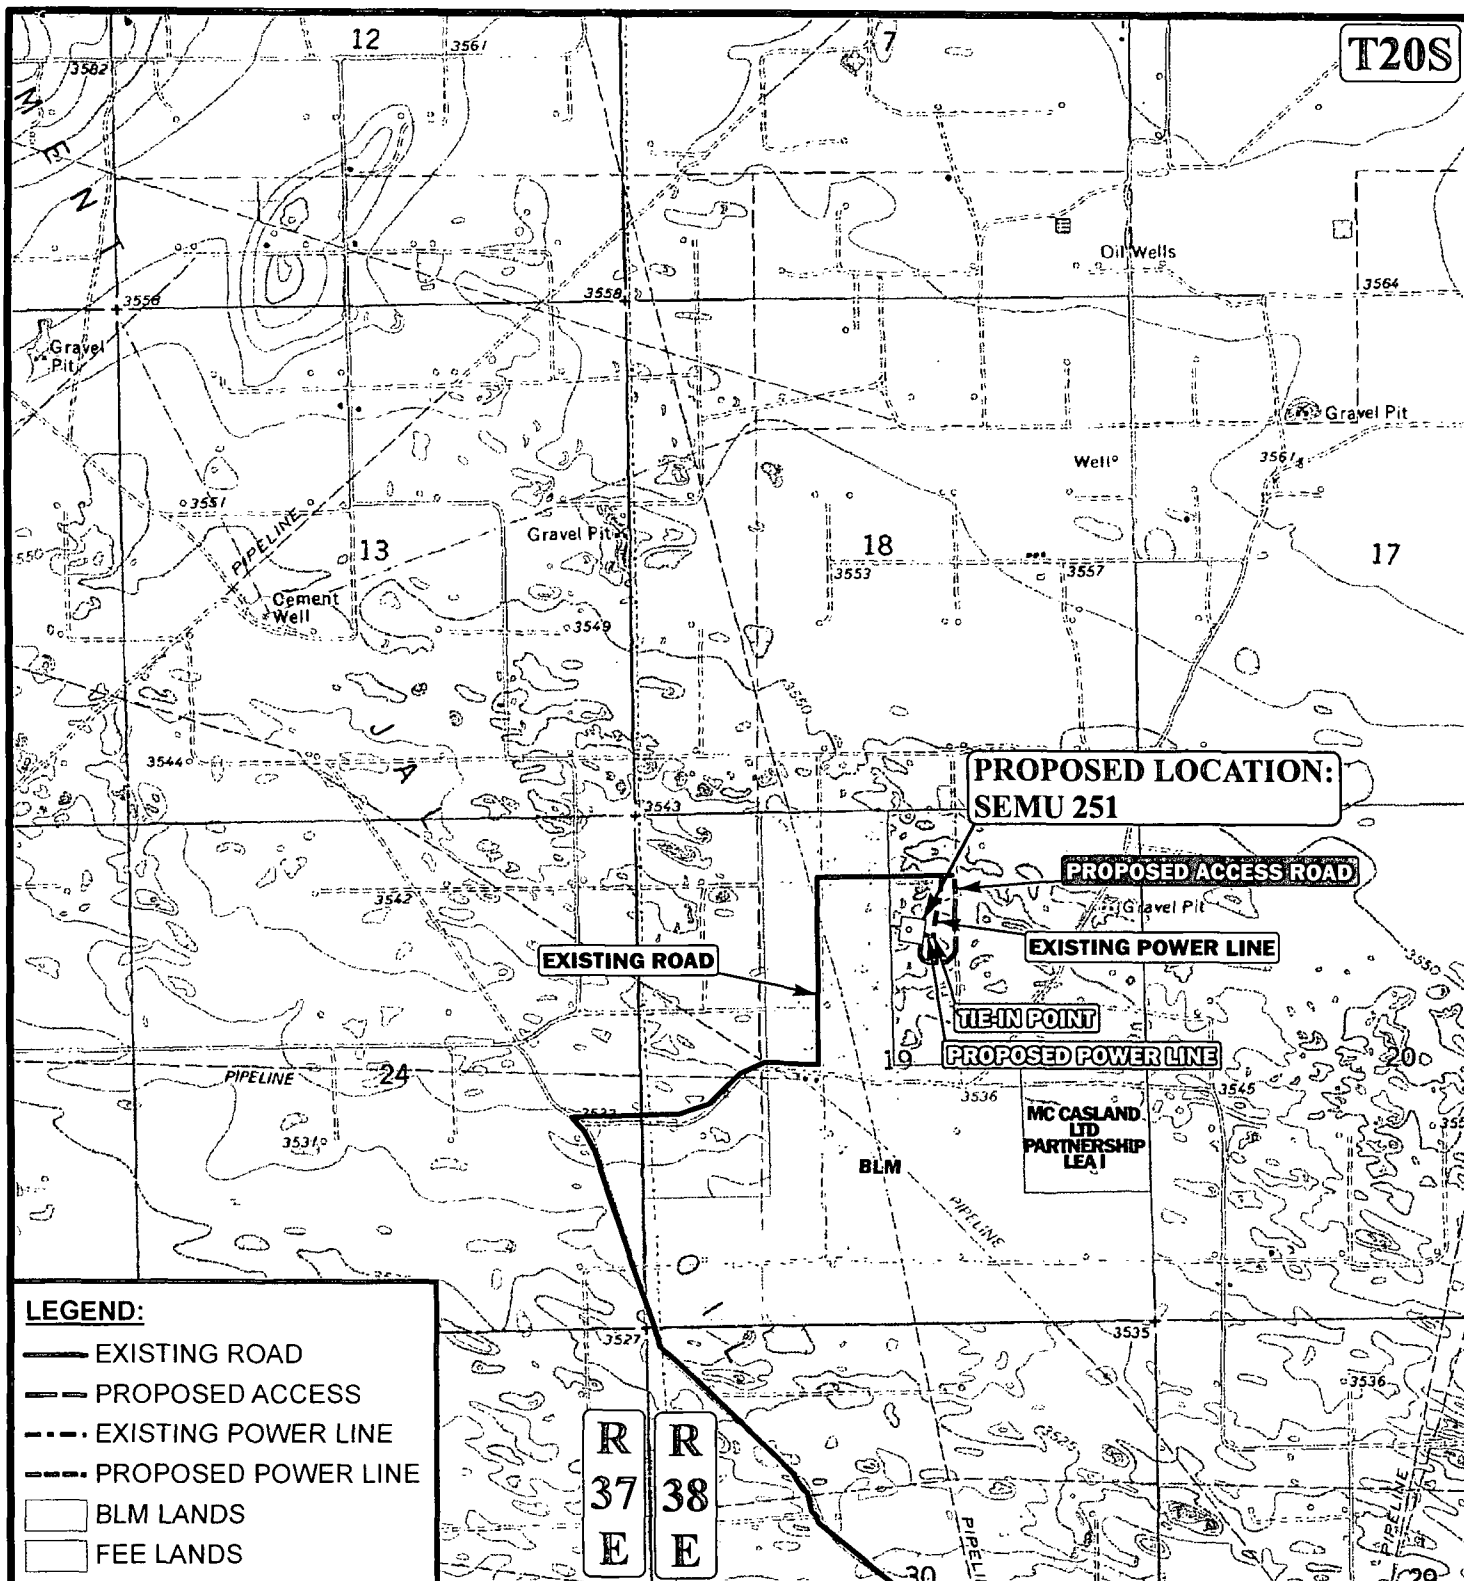 12
3561
7
T20S
3582
M
E
N
T
Oil Wells
3556
3558
3564
Gravel
Pit
Gravel Pit
Well
3561
3551
PIPELINE
Gravel Pit
13
18
17
3550
3553
3557
Cement
Well
3549
3550
J
A
L
3544
3543
PROPOSED LOCATION:
SEMU 251
PROPOSED ACCESS ROAD
3542
Gravel Pit
EXISTING POWER LINE
EXISTING ROAD
3550
TIE-IN POINT
PROPOSED POWER LINE
19
20
PIPELINE
24
3536
3545
MC CASLAND
LTD
PARTNERSHIP
LEA I
3531
BLM
PIPELINE
LEGEND:
EXISTING ROAD
PROPOSED ACCESS
EXISTING POWER LINE
PROPOSED POWER LINE
BLM LANDS
FEE LANDS
3527
3535
3536
3525
R
37
E
R
38
E
PIPELINE
30
29